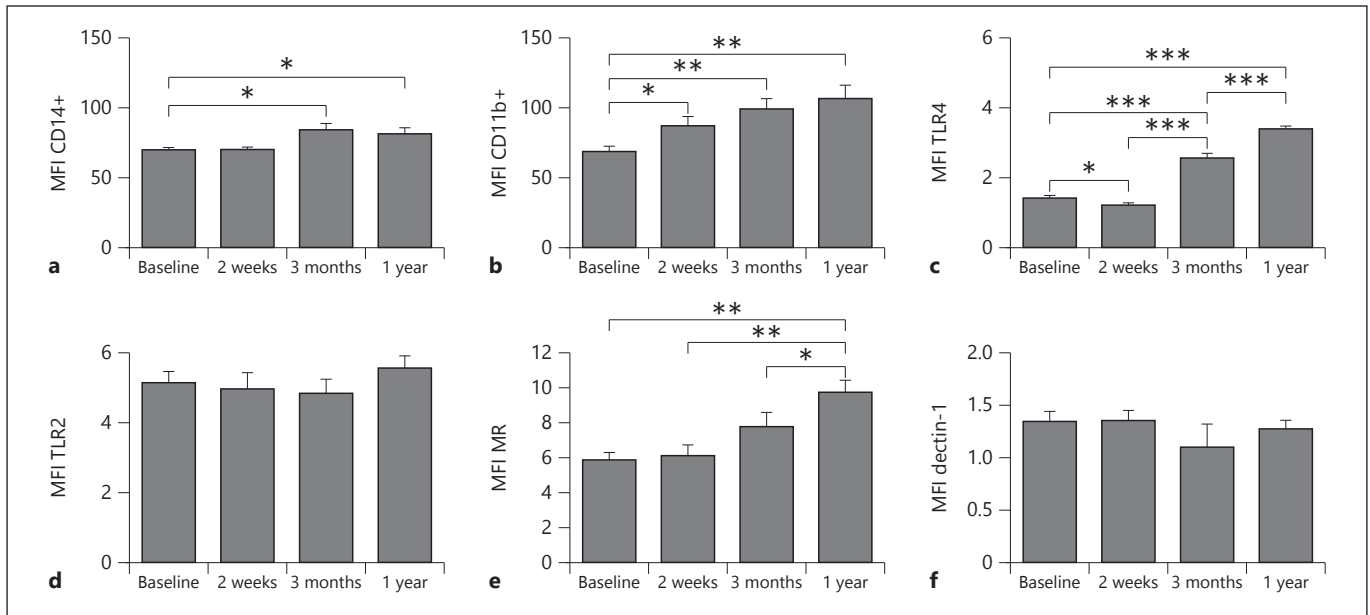 MFI CD14+
150
100
50
0
*
*
Baseline 2 weeks 3 months 1 year
a
MFI CD11b+
150
100
50
0
**
**
*
Baseline 2 weeks 3 months 1 year
b
MFI TLR4
6
4
2
0
***
***
***
***
*
Baseline 2 weeks 3 months 1 year
c
MFI TLR2
6
4
2
0
Baseline 2 weeks 3 months 1 year
d
MFI MR
12
10
8
6
4
2
0
**
**
*
Baseline 2 weeks 3 months 1 year
e
MFI dectin-1
2.0
1.5
1.0
0.5
0
Baseline 2 weeks 3 months 1 year
f